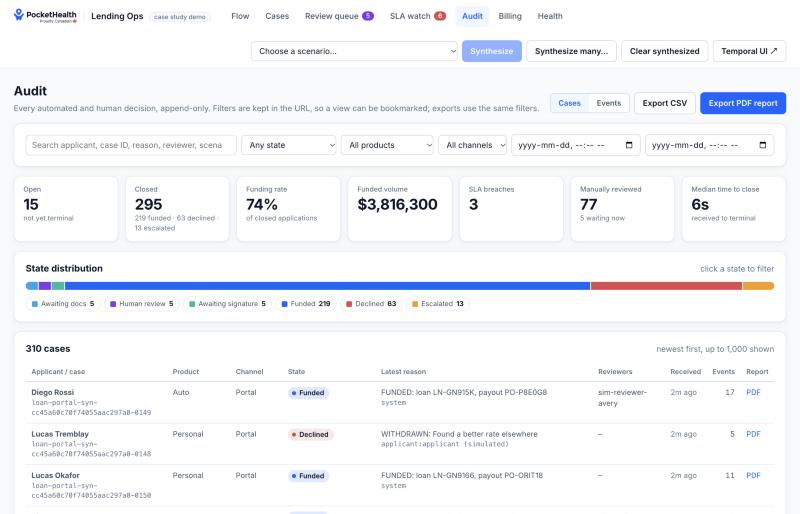 PocketHealth
Proudly Canadian
Lending Ops
case study demo
Flow
Cases
Review queue 5
SLA watch 6
Audit
Billing
Health
Choose a scenario...
Synthesize
Synthesize many...
Clear synthesized
Temporal UI ↗
Audit
Every automated and human decision, append-only. Filters are kept in the URL, so a view can be bookmarked; exports use the same filters.
Cases
Events
Export CSV
Export PDF report
Search applicant, case ID, reason, reviewer, scena
Any state
All products
All channels
yyyy-mm-dd, --:-- --
yyyy-mm-dd, --:-- --
Open
15
not yet terminal
Closed
295
219 funded · 63 declined ·
13 escalated
Funding rate
74%
of closed applications
Funded volume
$3,816,300
SLA breaches
3
Manually reviewed
77
5 waiting now
Median time to close
6s
received to terminal
State distribution
click a state to filter
Awaiting docs 5
Human review 5
Awaiting signature 5
Funded 219
Declined 63
Escalated 13
310 cases
newest first, up to 1,000 shown
Applicant / case Product Channel State Latest reason Reviewers Received Events Report
Diego Rossi Auto Portal Funded FUNDED: loan LN-GN915K, payout PO-P8E0G8 sim-reviewer- 2m ago 17 PDF
loan-portal-syn- system avery
cc45a60c70f74055aac297a0-0149
Lucas Tremblay Personal Portal Declined WITHDRAWN: Found a better rate elsewhere – 2m ago 5 PDF
loan-portal-syn- applicant:applicant (simulated)
cc45a60c70f74055aac297a0-0148
Lucas Okafor Personal Portal Funded FUNDED: loan LN-GN9166, payout PO-ORIT18 – 2m ago 11 PDF
loan-portal-syn- system
cc45a60c70f74055aac297a0-0150